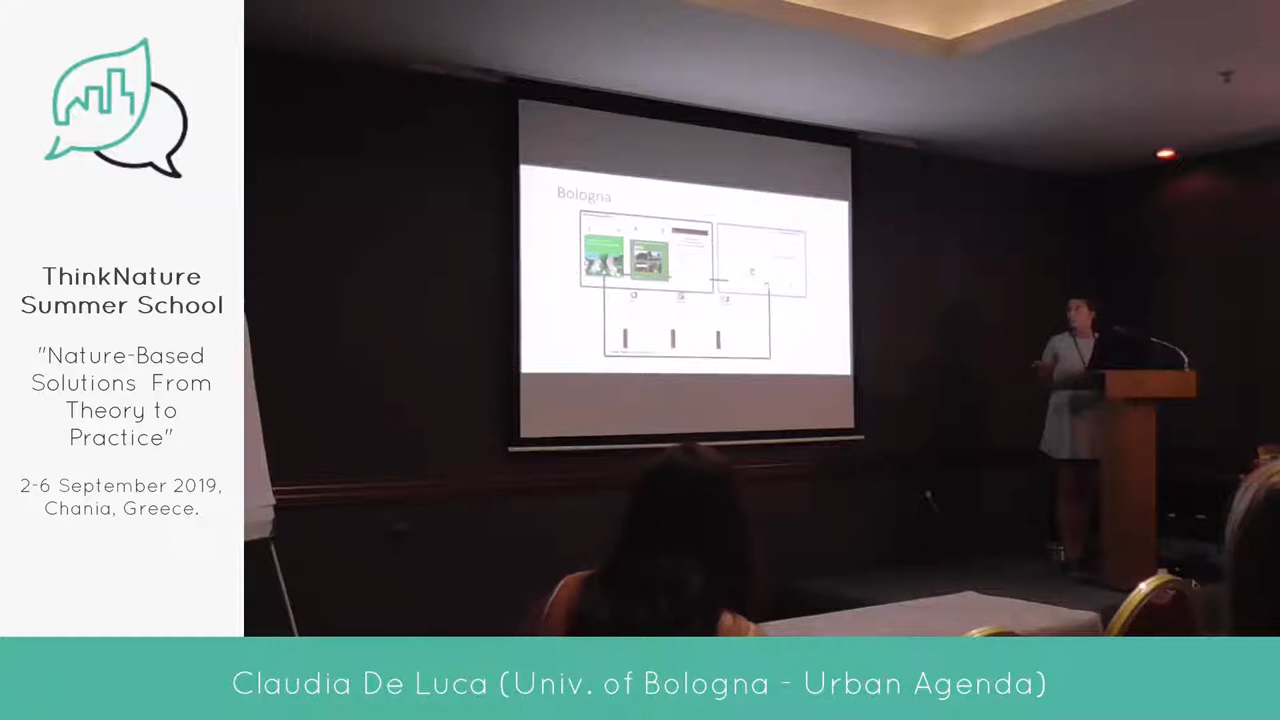 ThinkNature
Summer School
"Nature-Based
Solutions From
Theory to
Practice"
2-6 September 2019,
Chania, Greece.
Bologna
Claudia De Luca (Univ. of Bologna - Urban Agenda)